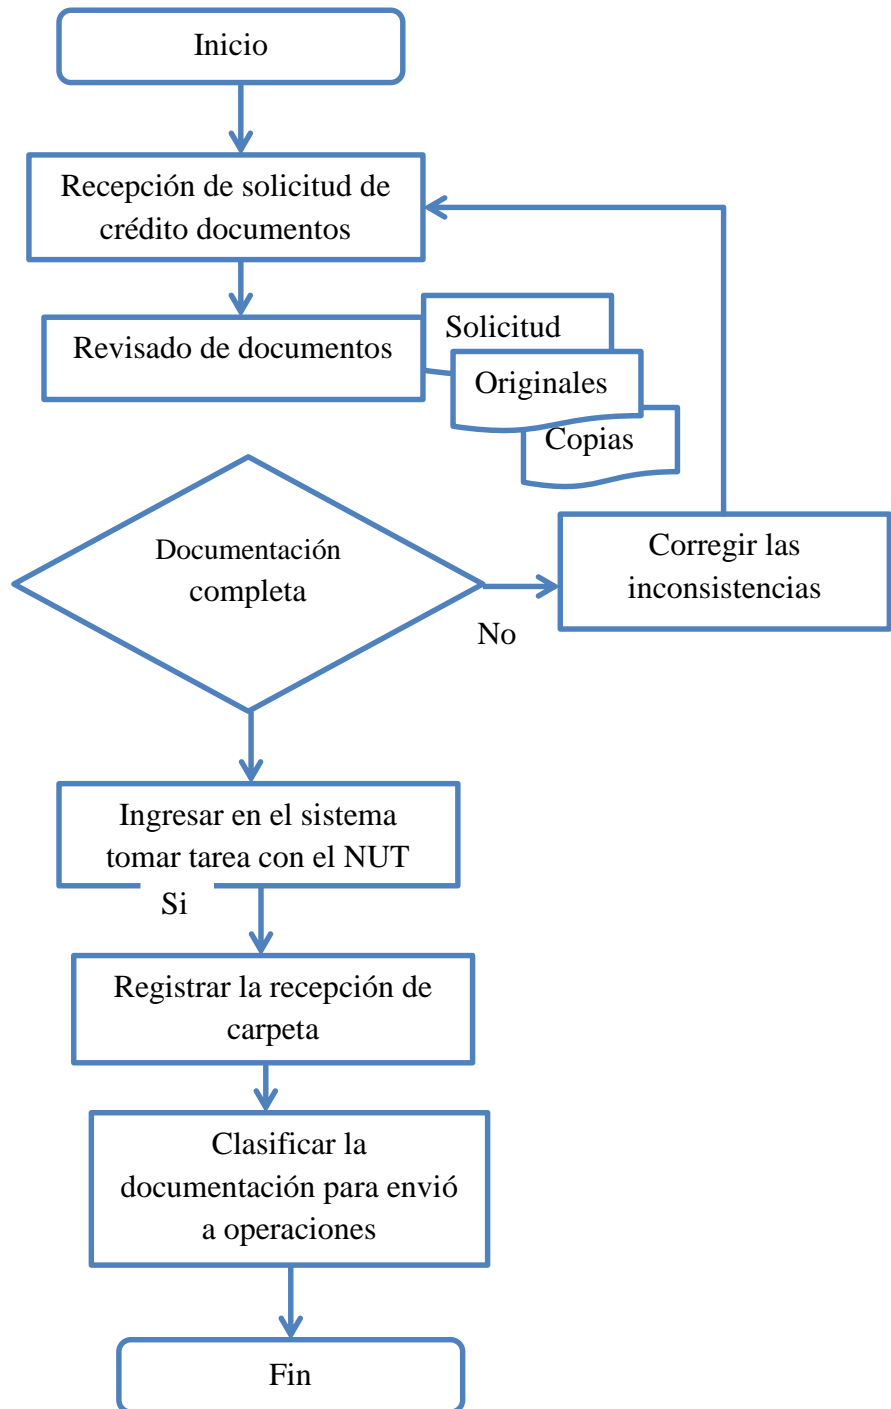 Inicio
Recepción de solicitud de
crédito documentos
Revisado de documentos
Solicitud
Originales
Copias
Documentación
completa
No
Corregir las
inconsistencias
Ingresar en el sistema
tomar tarea con el NUT
Si
Registrar la recepción de
carpeta
Clasificar la
documentación para envió
a operaciones
Fin